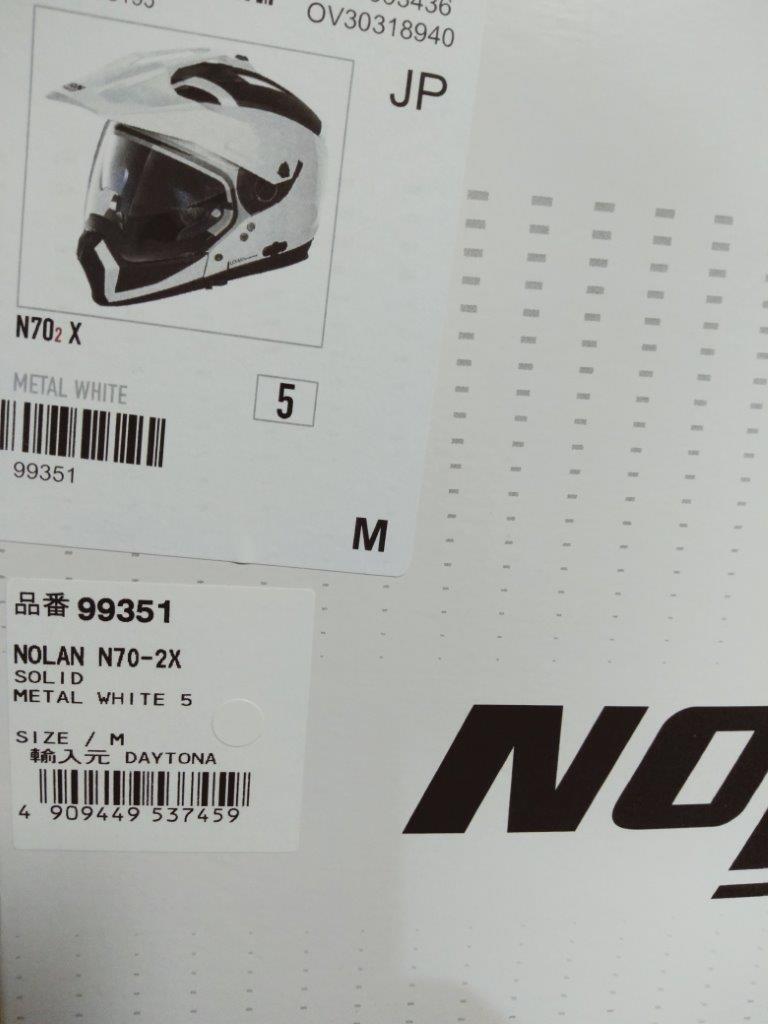 OV30318940
JP
N702 X
METAL WHITE
5
99351
M
品番 99351
NOLAN N70-2X
SOLID
METAL WHITE 5
SIZE / M
輸入元 DAYTONA
4 909449 537459
NO